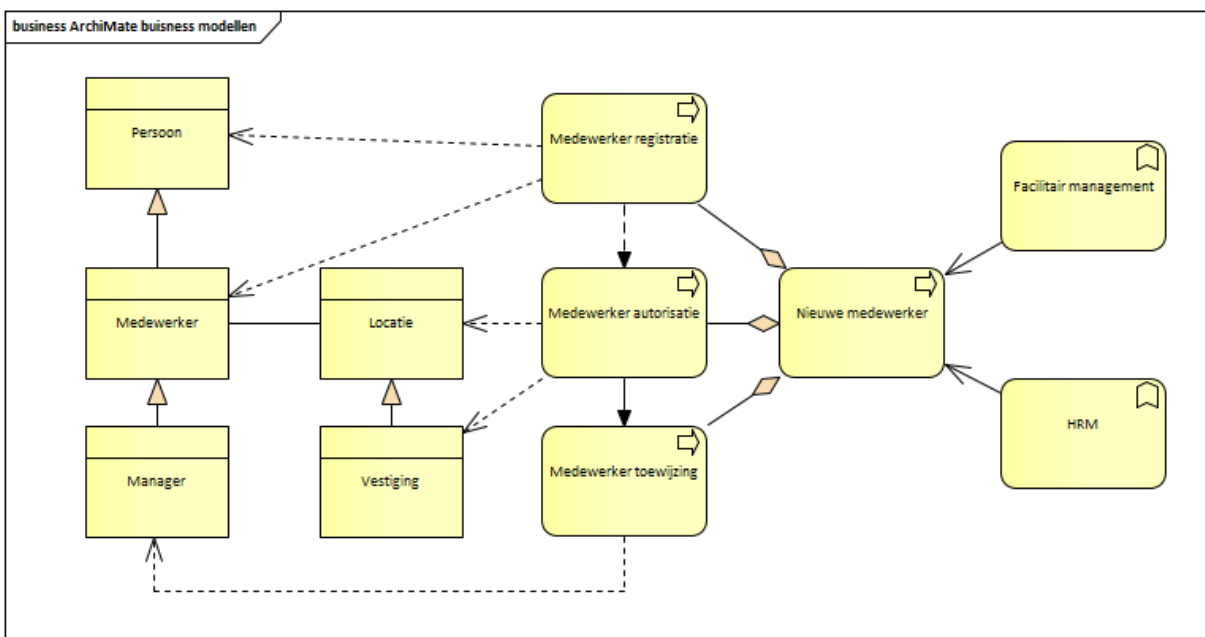 business ArchiMate buisness modellen
Persoon
Medewerker registratie
Facilitair management
Medewerker
Locatie
Medewerker autorisatie
Nieuwe medewerker
Manager
Vestiging
Medewerker toewijzing
HRM